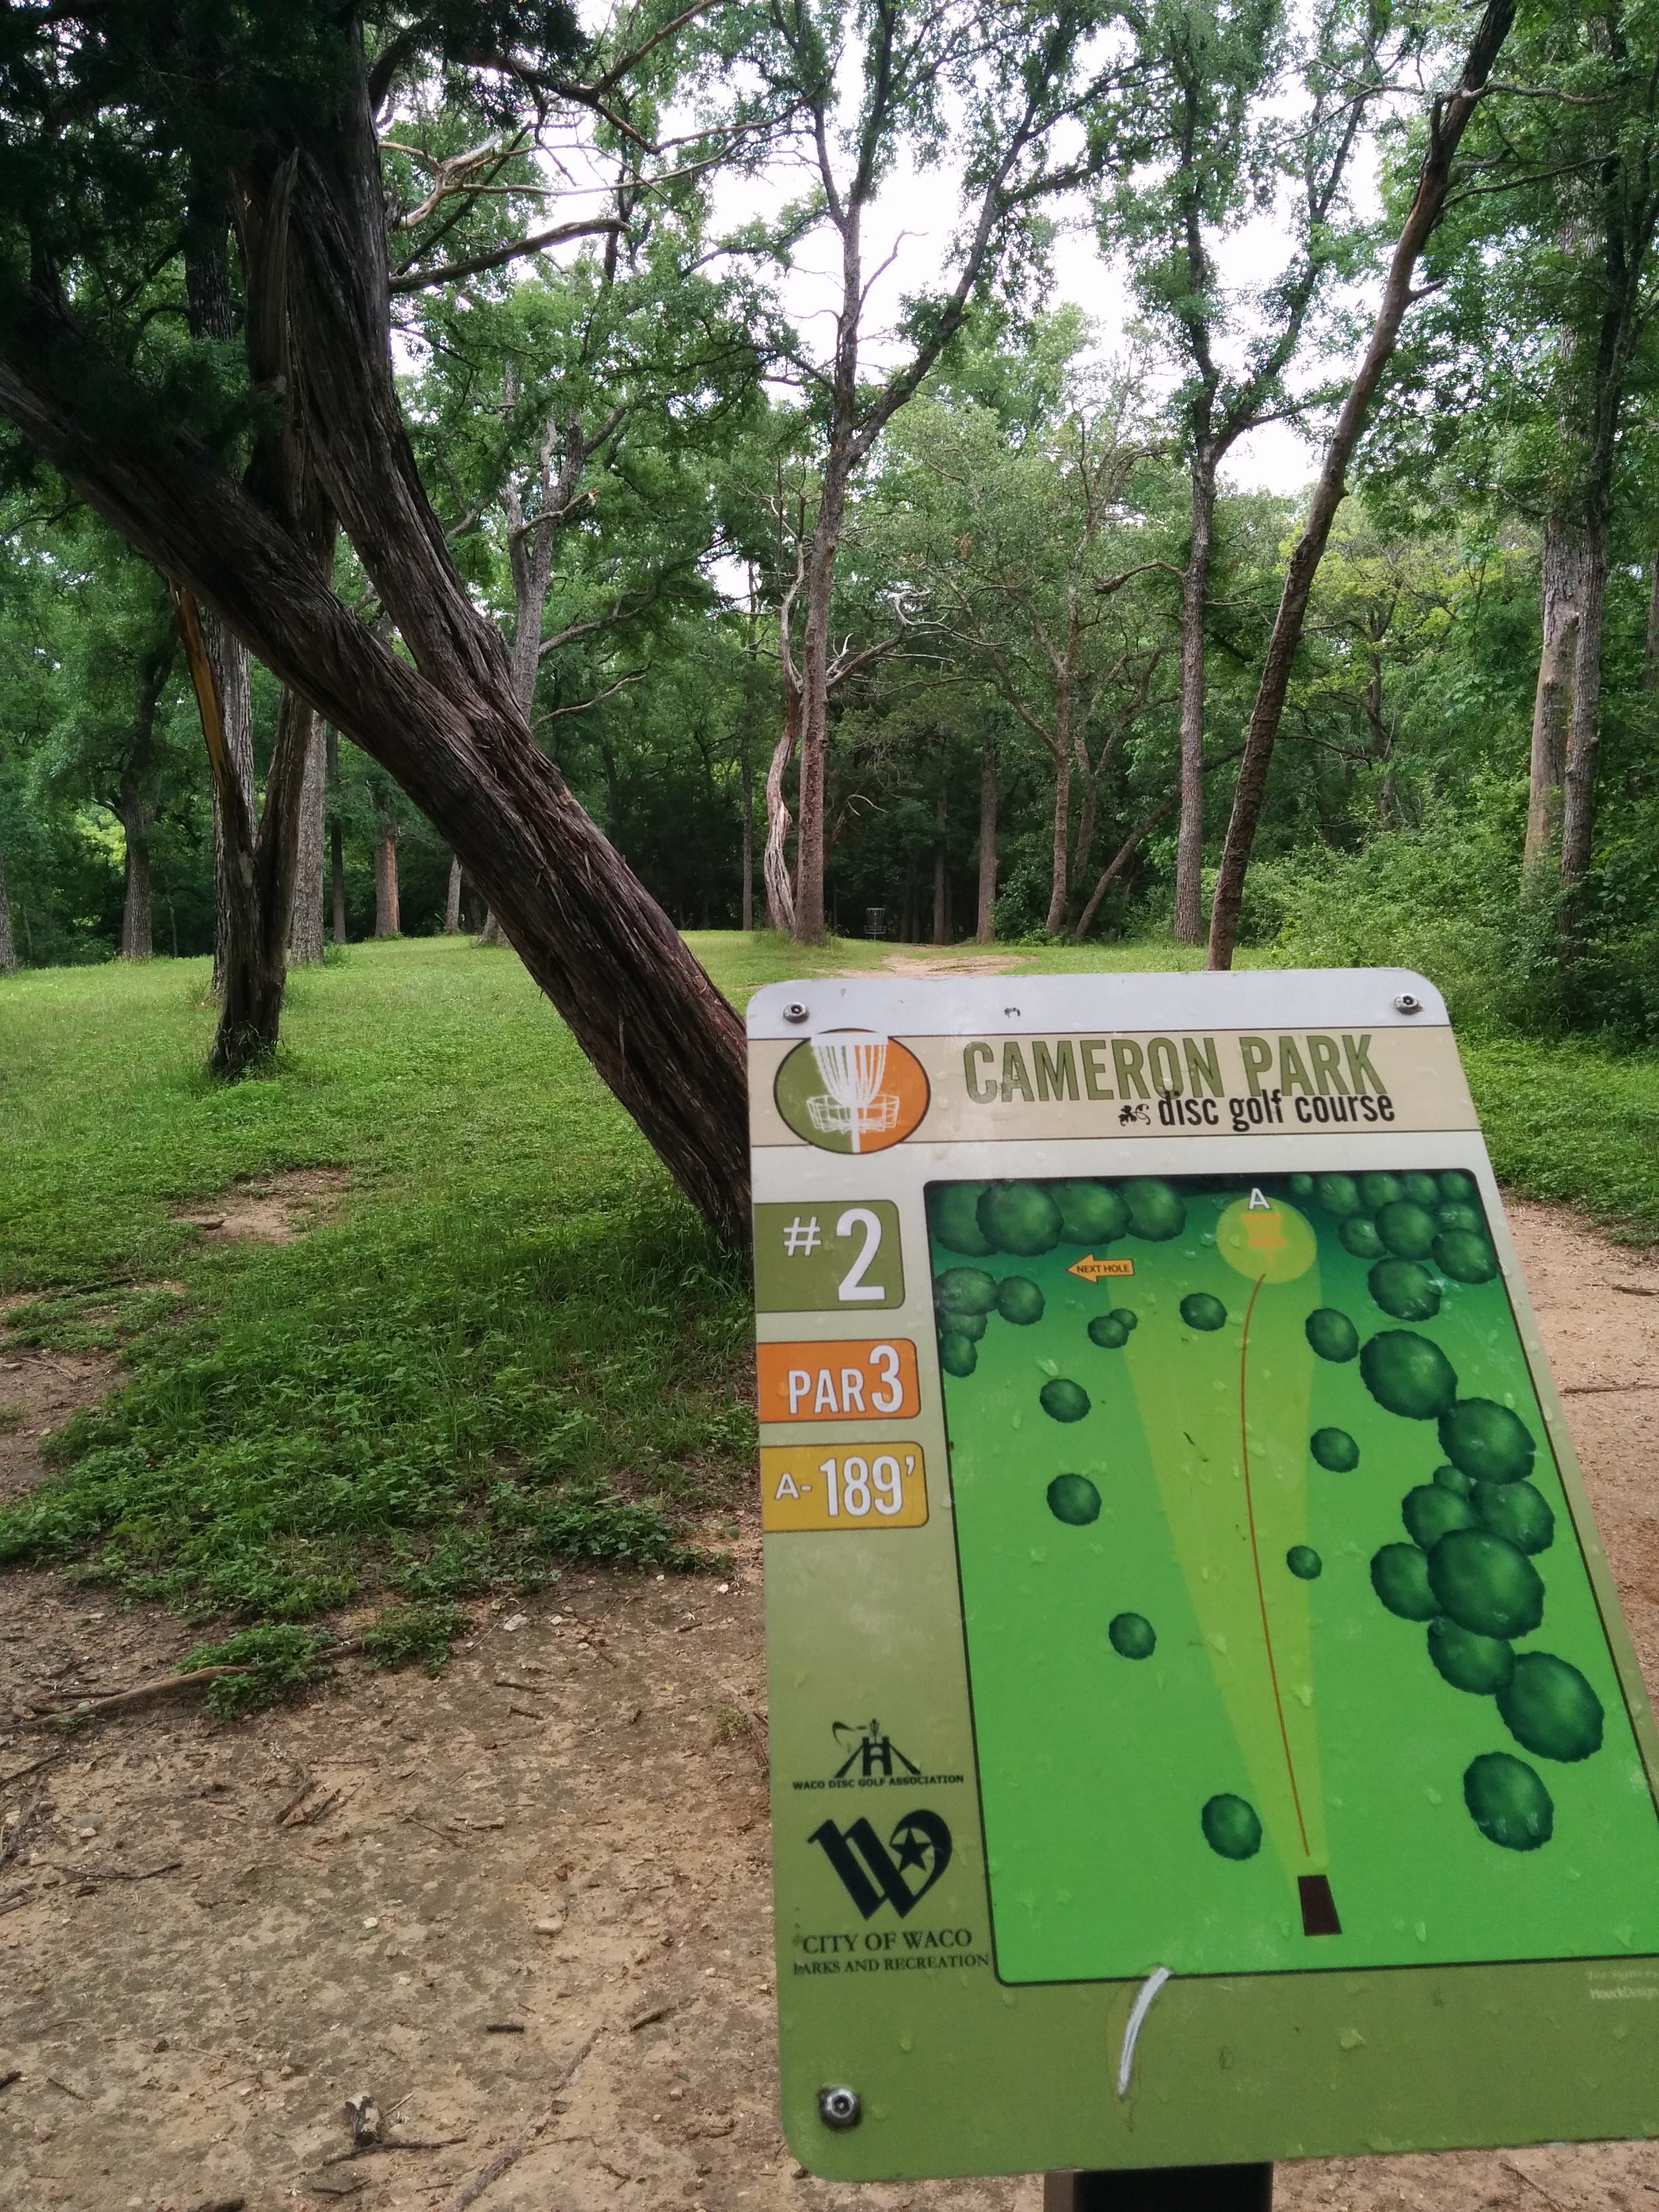 CAMERON PARK
disc golf course
#2
PAR 3
A- 189'
A
NEXT HOLE
WACO DISC GOLF ASSOCIATION
CITY OF WACO
PARKS AND RECREATION
HouckDesign